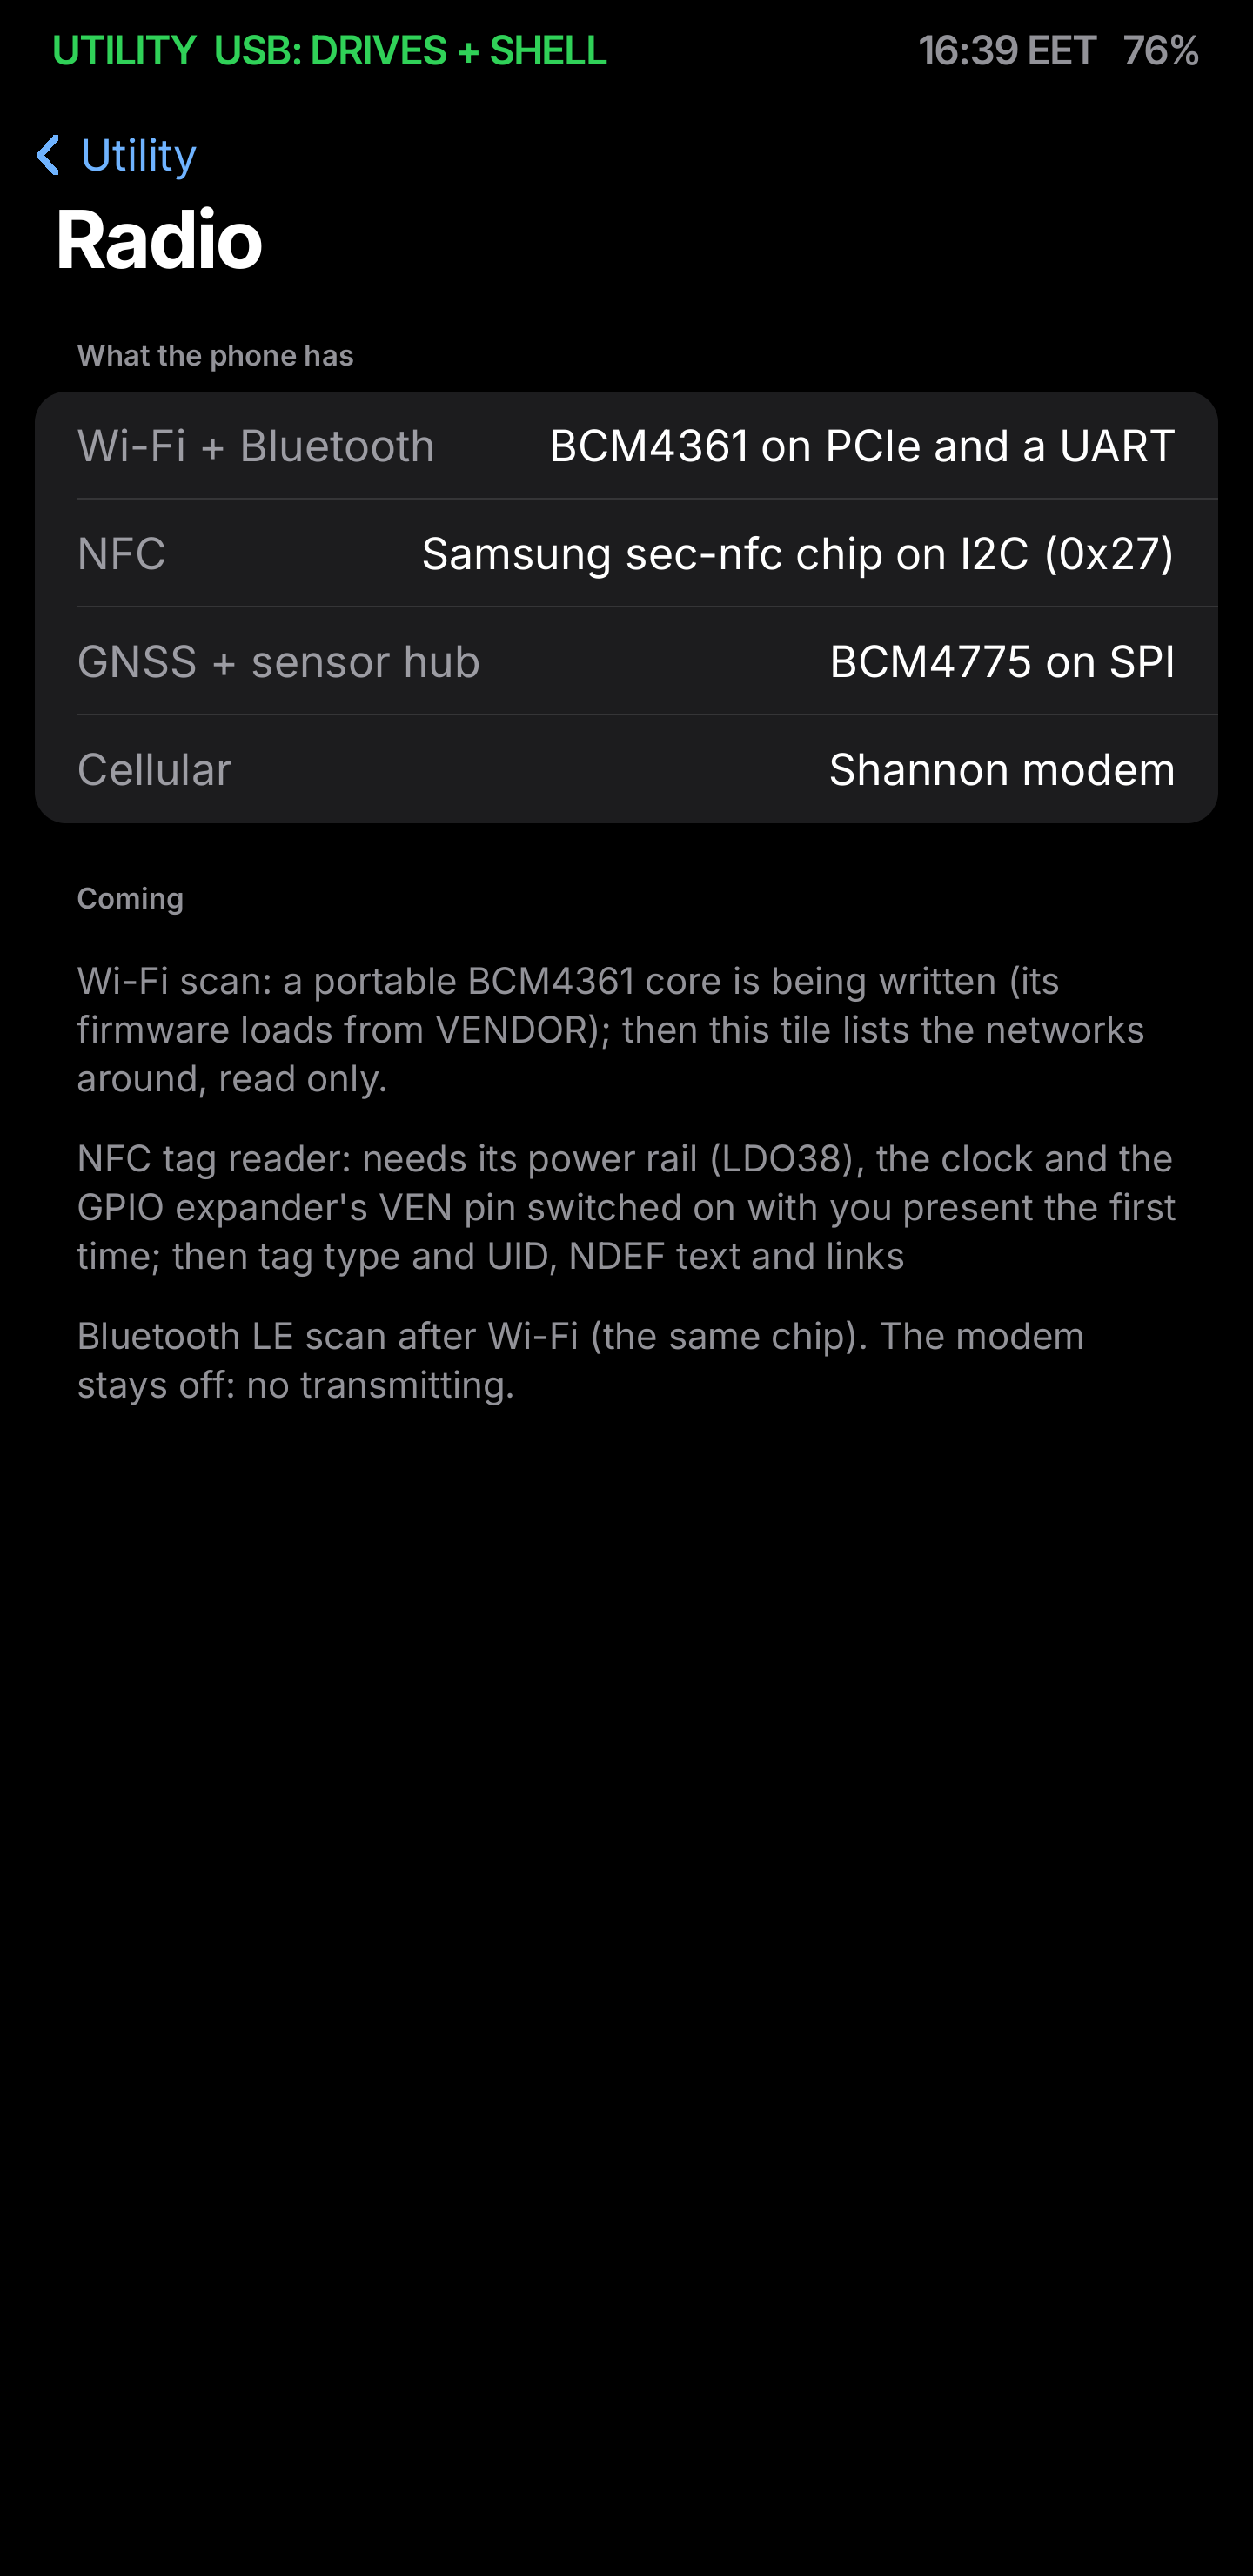 UTILITY USB: DRIVES + SHELL 16:39 EET 76%
Utility
Radio
What the phone has
Wi-Fi + Bluetooth BCM4361 on PCIe and a UART
NFC Samsung sec-nfc chip on I2C (0x27)
GNSS + sensor hub BCM4775 on SPI
Cellular Shannon modem
Coming
Wi-Fi scan: a portable BCM4361 core is being written (its
firmware loads from VENDOR); then this tile lists the networks
around, read only.
NFC tag reader: needs its power rail (LDO38), the clock and the
GPIO expander's VEN pin switched on with you present the first
time; then tag type and UID, NDEF text and links
Bluetooth LE scan after Wi-Fi (the same chip). The modem
stays off: no transmitting.